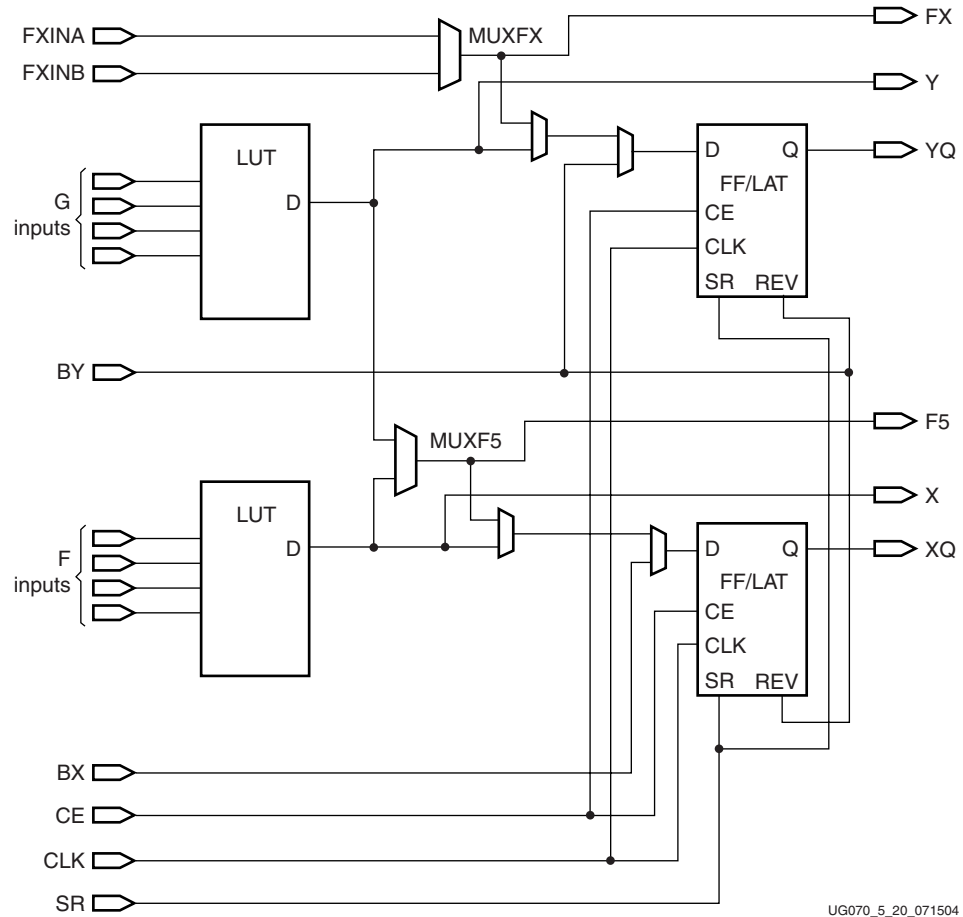 FX
FXINA
MUXFX
FXINB
Y
LUT
D
G
inputs
D
Q
YQ
FF/LAT
CE
CLK
SR
REV
BY
MUXF5
F5
LUT
D
F
inputs
X
D
Q
XQ
FF/LAT
CE
CLK
SR
REV
BX
CE
CLK
SR
UG070_5_20_071504